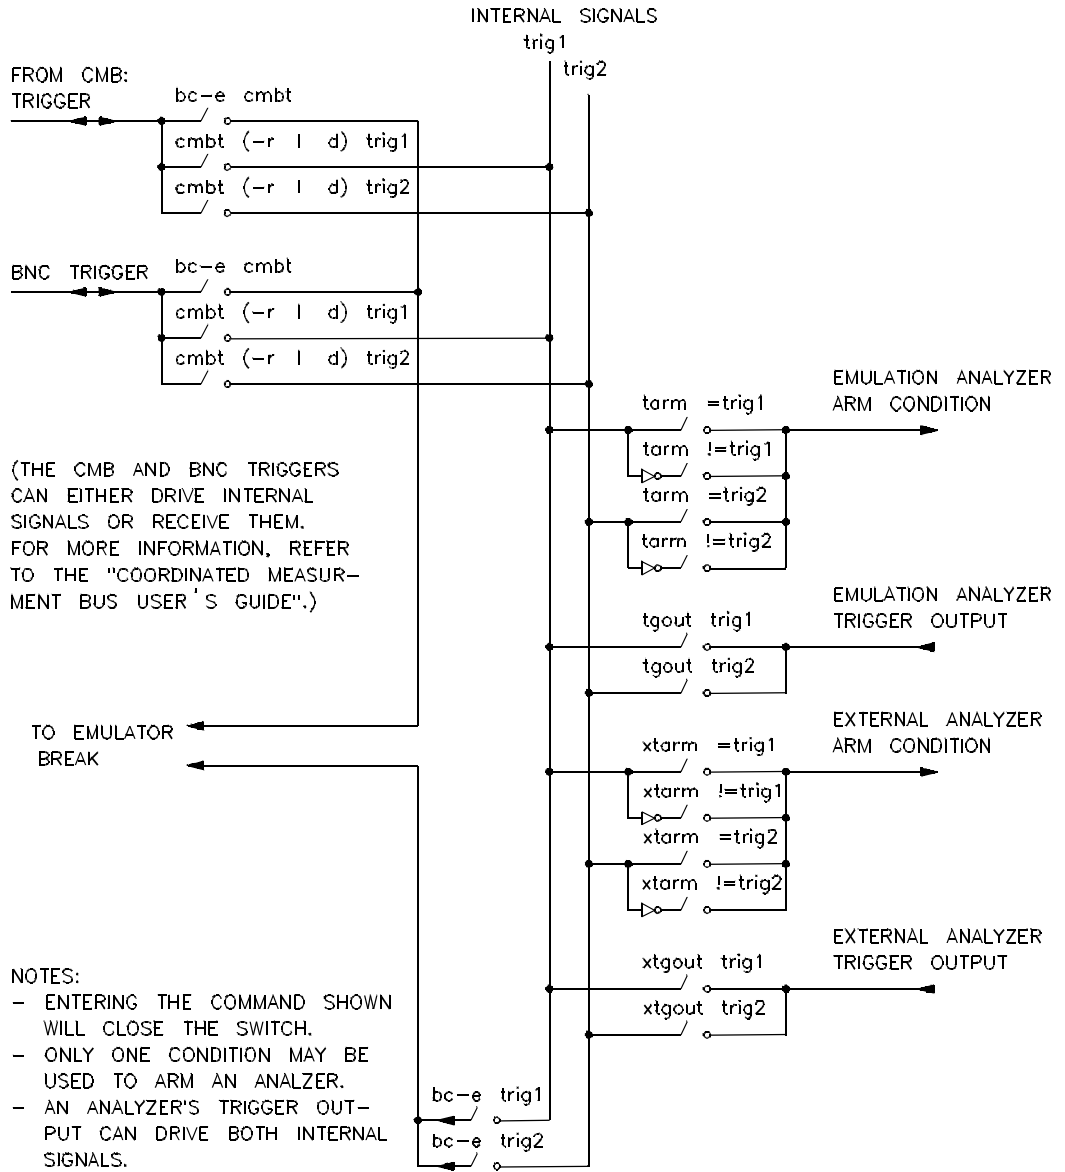 INTERNAL SIGNALS
trig1
trig2
FROM CMB:
TRIGGER
bc-e cmbt
cmbt (-r l d) trig1
cmbt (-r l d) trig2
BNC TRIGGER
bc-e cmbt
cmbt (-r l d) trig1
cmbt (-r l d) trig2
(THE CMB AND BNC TRIGGERS
CAN EITHER DRIVE INTERNAL
SIGNALS OR RECEIVE THEM.
FOR MORE INFORMATION, REFER
TO THE "COORDINATED MEASUR-
MENT BUS USER'S GUIDE".)
EMULATION ANALYZER
ARM CONDITION
tarm =trig1
tarm !=trig1
tarm =trig2
tarm !=trig2
EMULATION ANALYZER
TRIGGER OUTPUT
tgout trig1
tgout trig2
TO EMULATOR
BREAK
EXTERNAL ANALYZER
ARM CONDITION
xtarm =trig1
xtarm !=trig1
xtarm =trig2
xtarm !=trig2
EXTERNAL ANALYZER
TRIGGER OUTPUT
xtgout trig1
xtgout trig2
NOTES:
- ENTERING THE COMMAND SHOWN
WILL CLOSE THE SWITCH.
- ONLY ONE CONDITION MAY BE
USED TO ARM AN ANALZER.
- AN ANALYZER'S TRIGGER OUT-
PUT CAN DRIVE BOTH INTERNAL
SIGNALS.
bc-e trig1
bc-e trig2